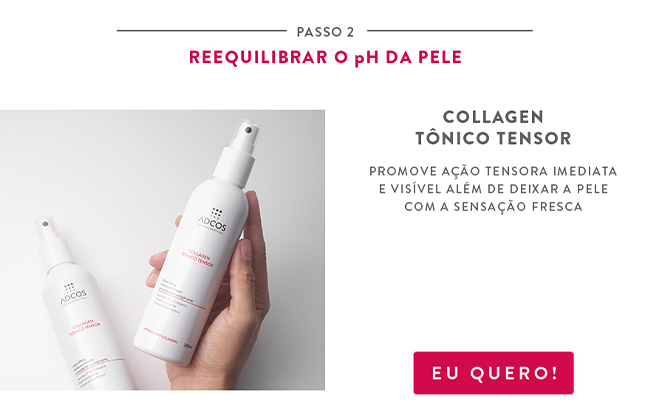 PASSO 2
REEQUILIBRAR O pH DA PELE
COLLAGEN
TÔNICO TENSOR
PROMOVE AÇÃO TENSORA IMEDIATA
E VISÍVEL ALÉM DE DEIXAR A PELE
COM A SENSAÇÃO FRESCA
ADCOS
COLLAGEN
TÔNICO TENSOR
ADCOS
COLLAGEN
TÔNICO TENSOR
EU QUERO!